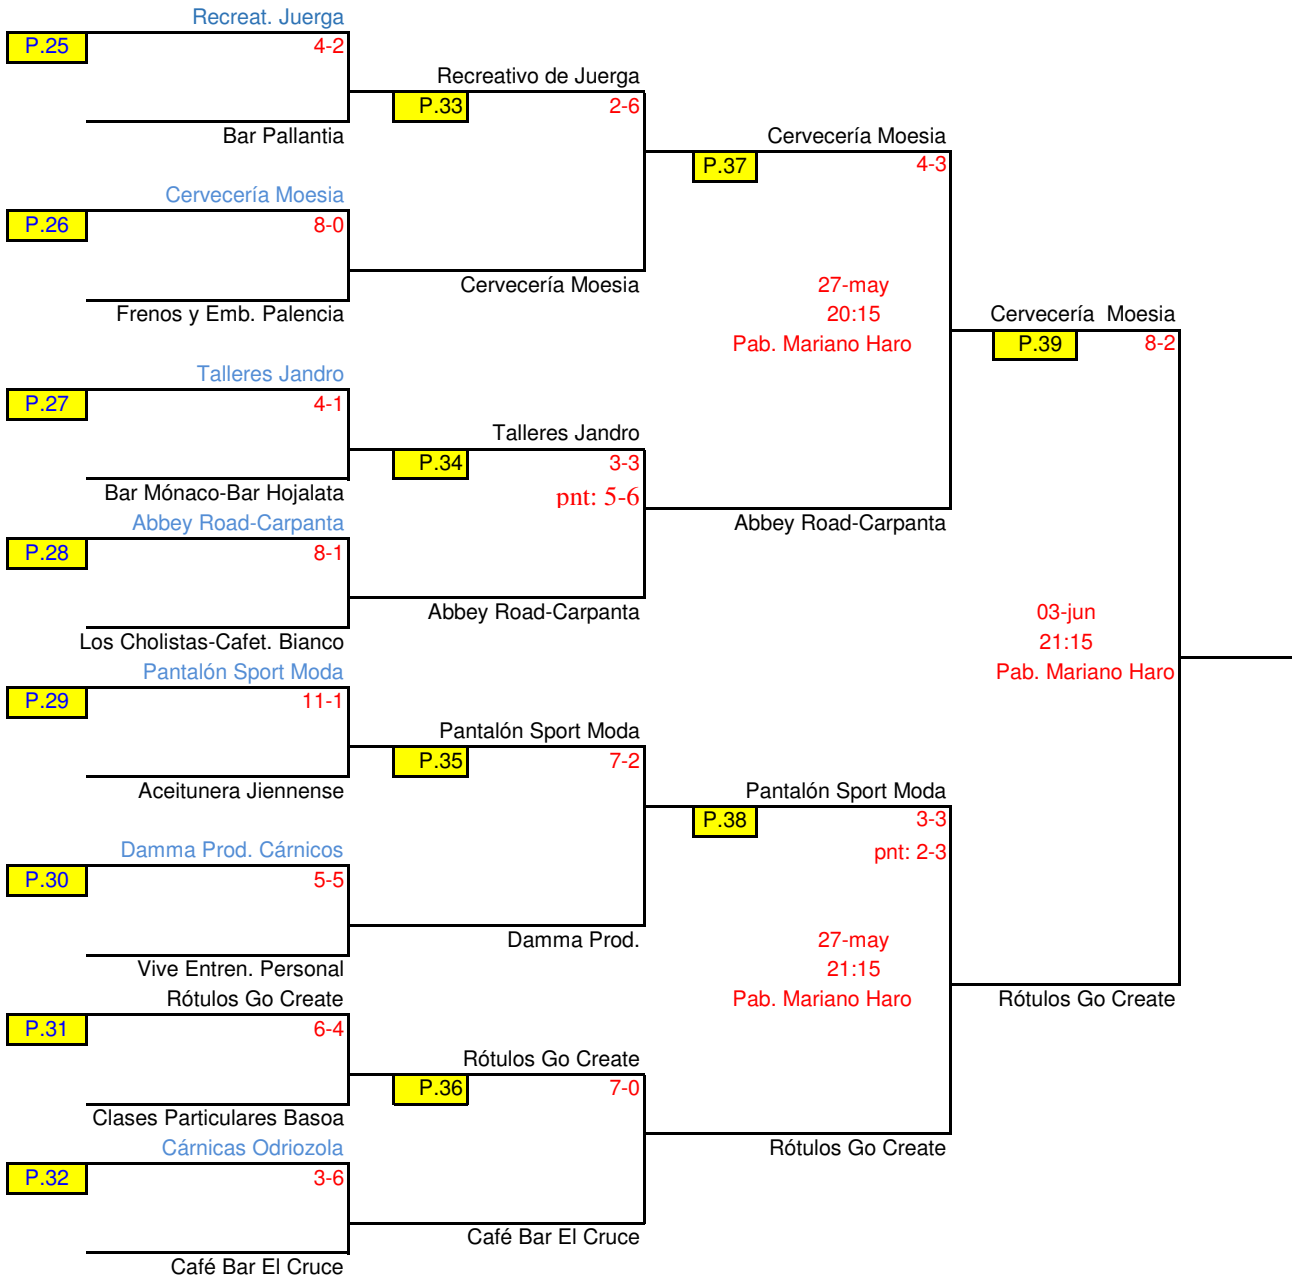 Recreat. Juerga
P.25
4-2
Recreativo de Juerga
P.33
2-6
Bar Pallantia
Cervecería Moesia
P.37
4-3
Cervecería Moesia
P.26
8-0
Cervecería Moesia
27-may
20:15
Pab. Mariano Haro
Frenos y Emb. Palencia
Cervecería  Moesia
P.39
8-2
Talleres Jandro
P.27
4-1
Talleres Jandro
P.34
3-3
pnt: 5-6
Bar Mónaco-Bar Hojalata
Abbey Road-Carpanta
Abbey Road-Carpanta
P.28
8-1
Abbey Road-Carpanta
Los Cholistas-Cafet. Bianco
03-jun
21:15
Pab. Mariano Haro
Pantalón Sport Moda
P.29
11-1
Pantalón Sport Moda
P.35
7-2
Aceitunera Jiennense
Pantalón Sport Moda
P.38
3-3
pnt: 2-3
Damma Prod. Cárnicos
P.30
5-5
Damma Prod.
27-may
21:15
Pab. Mariano Haro
Vive Entren. Personal
Rótulos Go Create
Rótulos Go Create
P.31
6-4
Rótulos Go Create
P.36
7-0
Clases Particulares Basoa
Cárnicas Odriozola
Rótulos Go Create
P.32
3-6
Café Bar El Cruce
Café Bar El Cruce